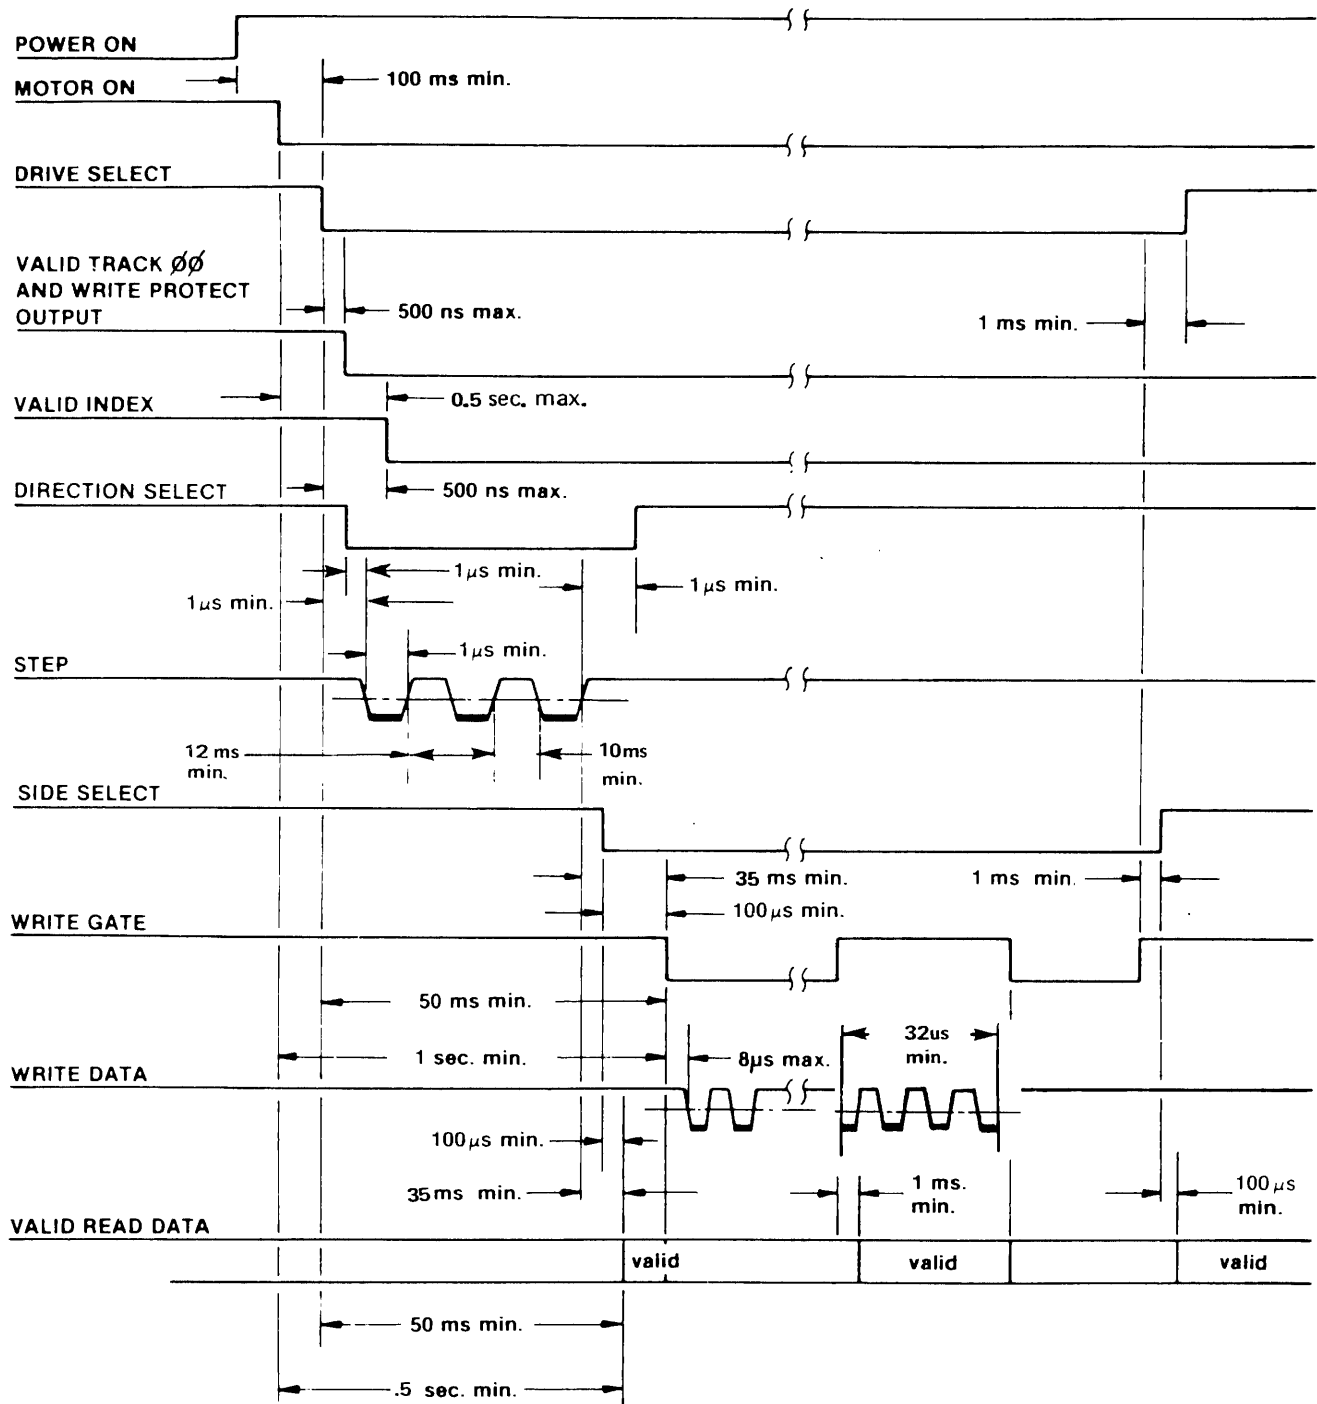 POWER ON
100 ms min.
MOTOR ON
DRIVE SELECT
VALID TRACK ØØ
AND WRITE PROTECT
OUTPUT
500 ns max.
1 ms min.
VALID INDEX
0.5 sec. max.
DIRECTION SELECT
500 ns max.
1µs min.
1µs min.
1µs min.
STEP
1µs min.
12 ms
min.
10ms
min.
SIDE SELECT
35 ms min.
1 ms min.
100µs min.
WRITE GATE
50 ms min.
32us
min.
1 sec. min.
8µs max.
WRITE DATA
100µs min.
35ms min.
1 ms.
min.
100µs
min.
VALID READ DATA
valid
valid
valid
50 ms min.
.5 sec. min.